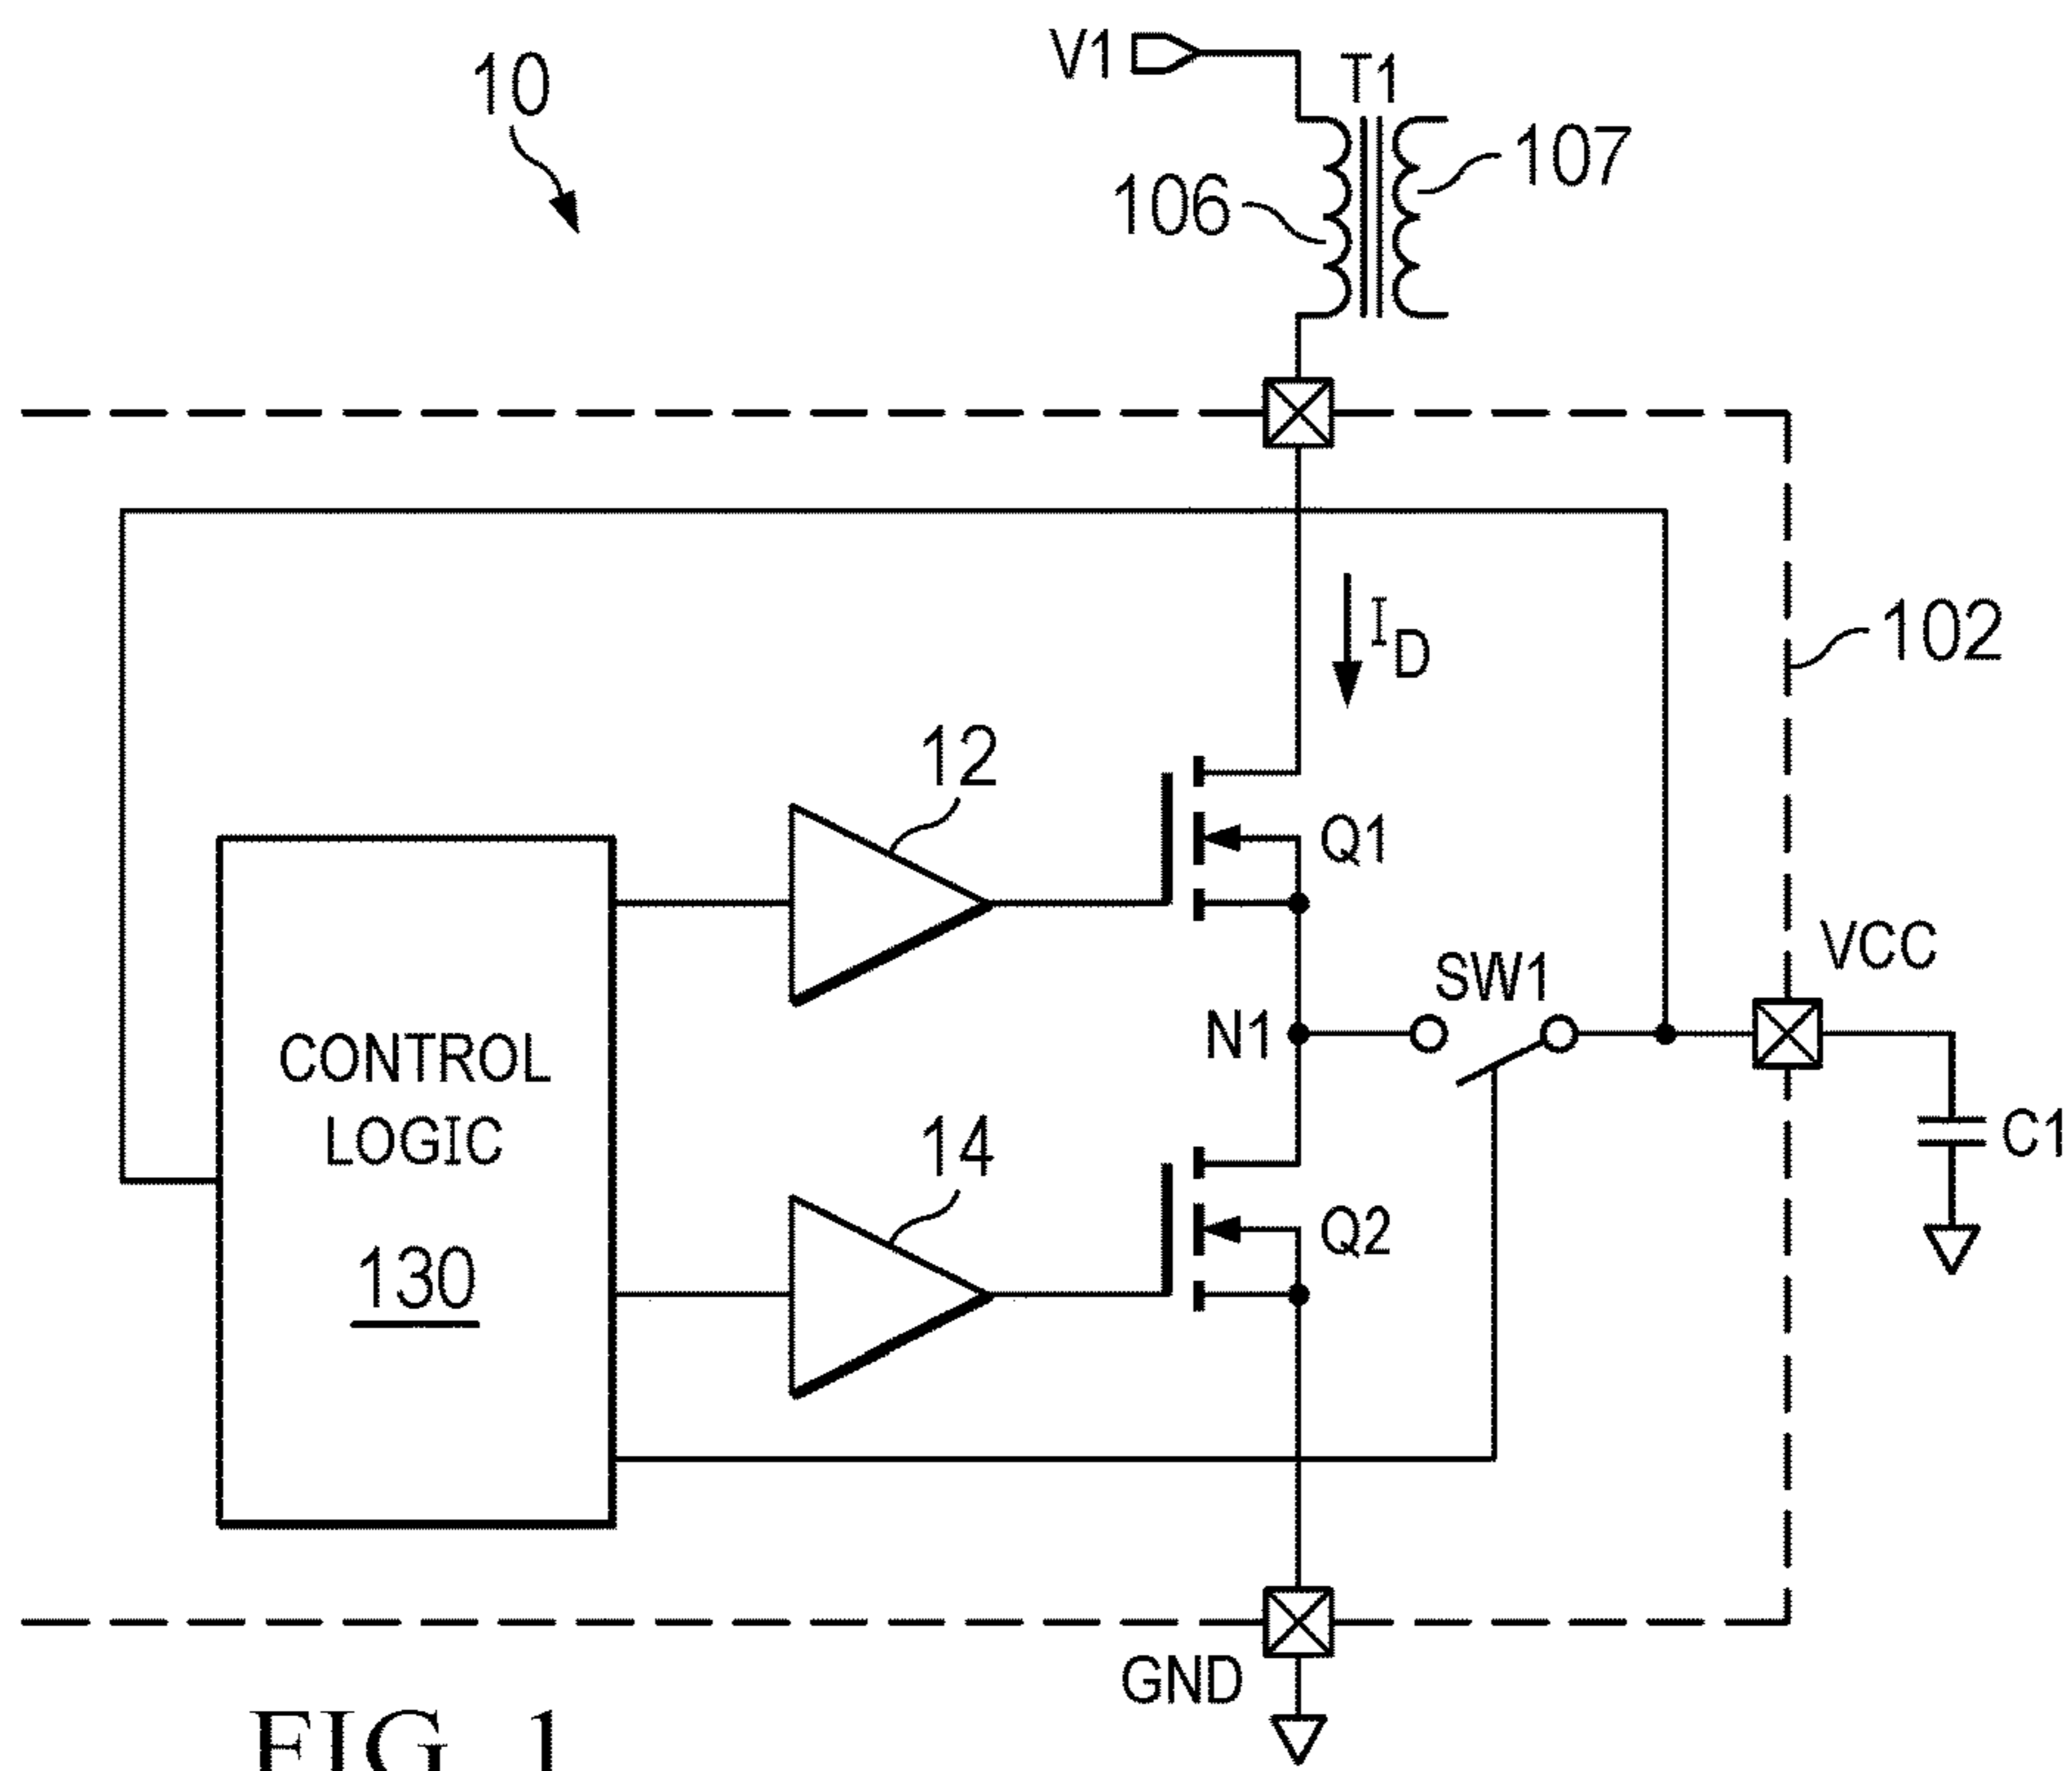 10
V1
T1
107
106
I D
102
12
Q1
VCC
SW1
N1
CONTROL
LOGIC
130
14
Q2
C1
GND
FIG. 1